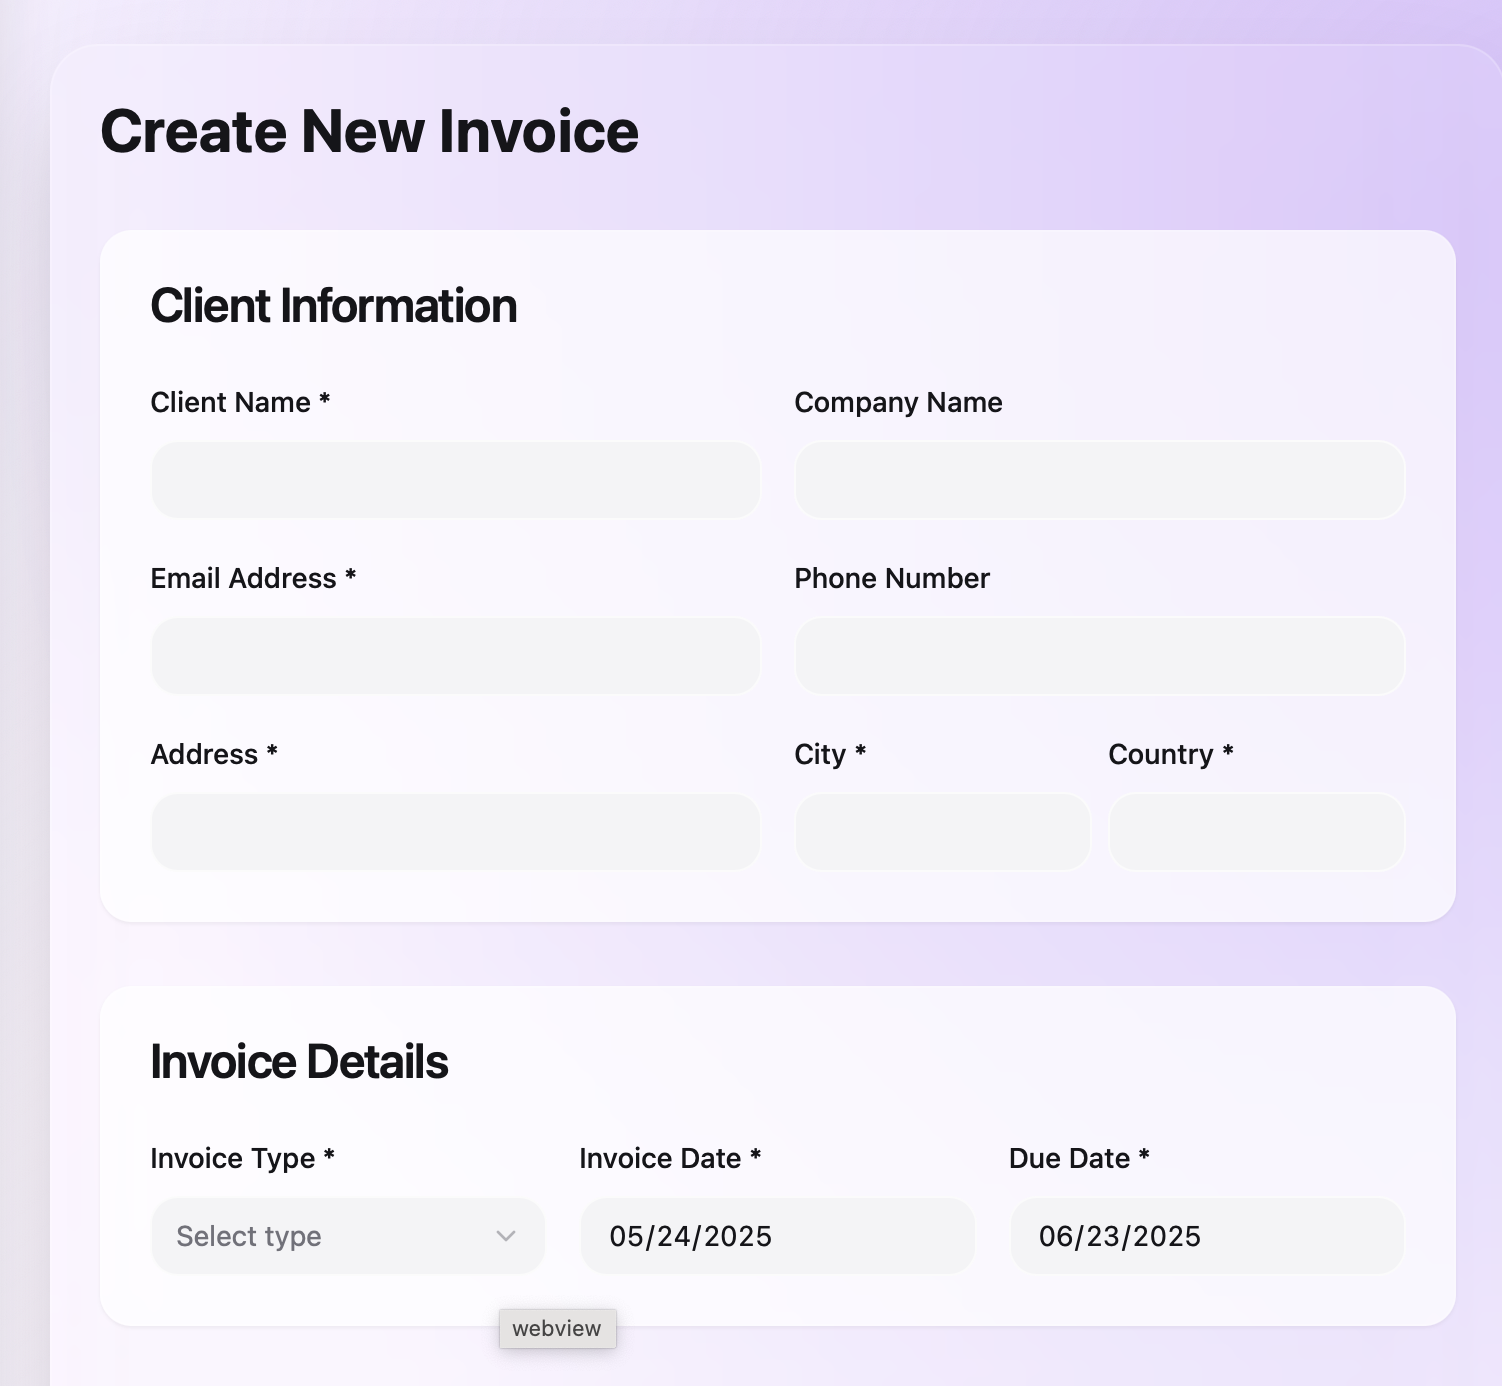 Create New Invoice
Client Information
Client Name *
Company Name
Email Address *
Phone Number
Address *
City *
Country *
Invoice Details
Invoice Type *
Invoice Date *
Due Date *
Select type
05/24/2025
06/23/2025
webview